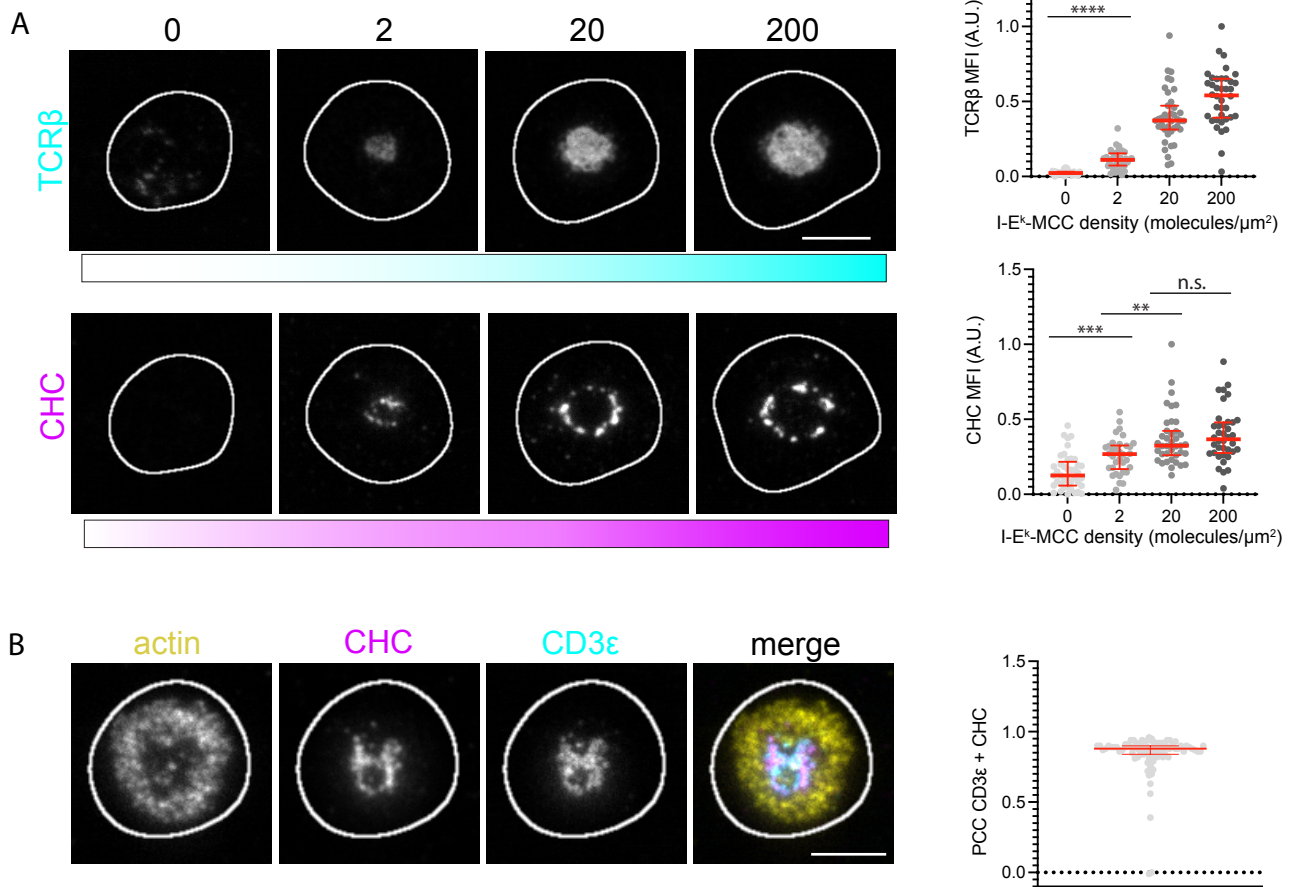 A
0 2 20 200
TCRβ
CHC
TCRβ MFI (A.U.)
****
1.0
0.5
0.0
0 2 20 200
I-Eᵏ-MCC density (molecules/µm²)
CHC MFI (A.U.)
1.5
n.s.
**
***
1.0
0.5
0.0
0 2 20 200
I-Eᵏ-MCC density (molecules/µm²)
B
actin CHC CD3ε merge
PCC CD3ε + CHC
1.5
1.0
0.5
0.0